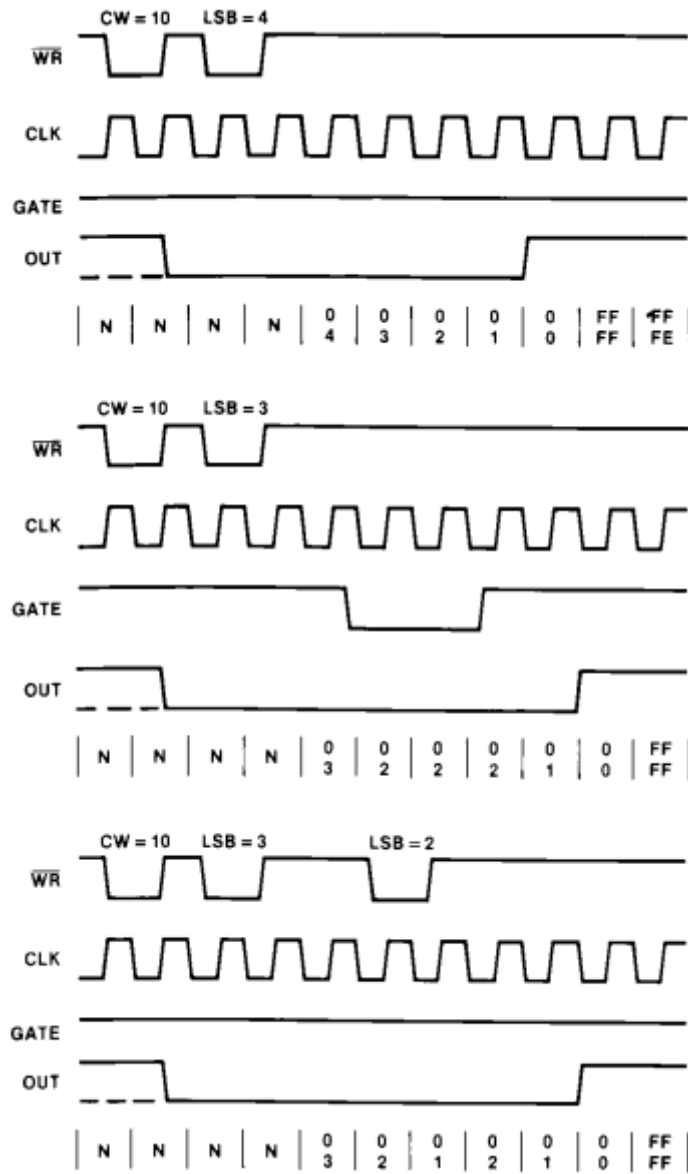 CW = 10 LSB = 4
WR
CLK
GATE
OUT
N N N N 0 0 0 0 0 FF FF
4 3 2 1 0 FF FE
CW = 10 LSB = 3
WR
CLK
GATE
OUT
N N N N 0 0 0 0 0 0 FF
3 2 2 2 1 0 FF
CW = 10 LSB = 3 LSB = 2
WR
CLK
GATE
OUT
N N N N 0 0 0 0 0 0 FF
3 2 1 2 1 0 FF